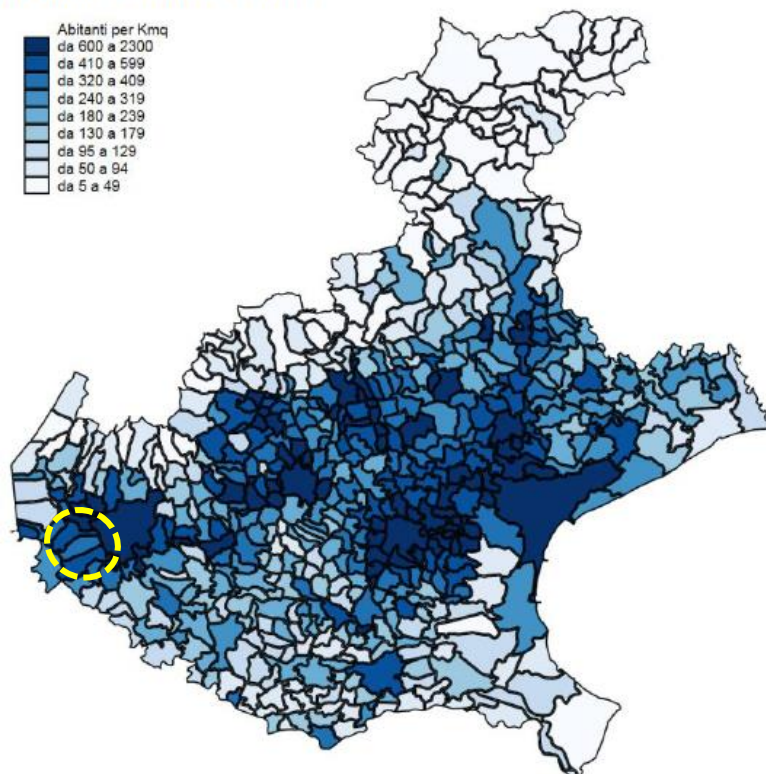 Abitanti per Kmq
da 600 a 2300
da 410 a 599
da 320 a 409
da 240 a 319
da 180 a 239
da 130 a 179
da 95 a 129
da 50 a 94
da 5 a 49